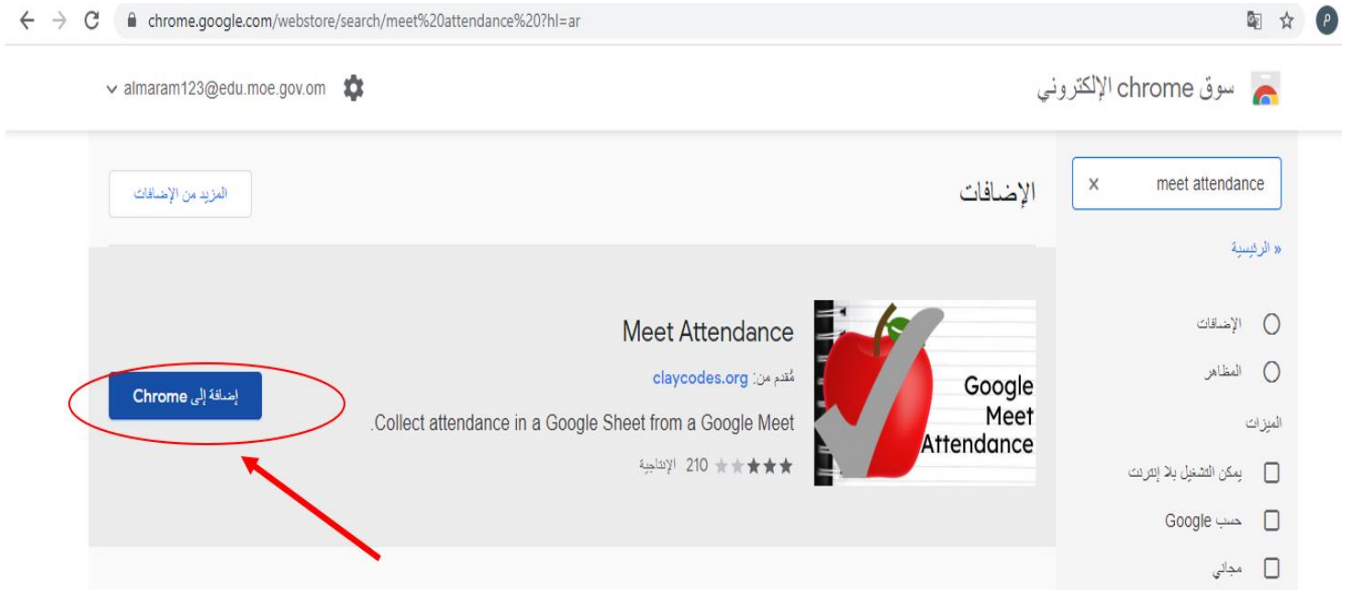 chrome.google.com/webstore/search/meet%20attendance%20?hl=ar
P
سوق chrome الإلكتروني
almaram123@edu.moe.gov.om
meet attendance
×
« الرئيسية
الإضافات
المظاهر
الميزات
يمكن التشغيل بلا إنترنت
حسب Google
مجاني
الإضافات
المزيد من الإضافات
Google
Meet
Attendance
Meet Attendance
مُقدم من: claycodes.org
Collect attendance in a Google Sheet from a Google Meet.
210 الإنتاجية
إضافة إلى Chrome